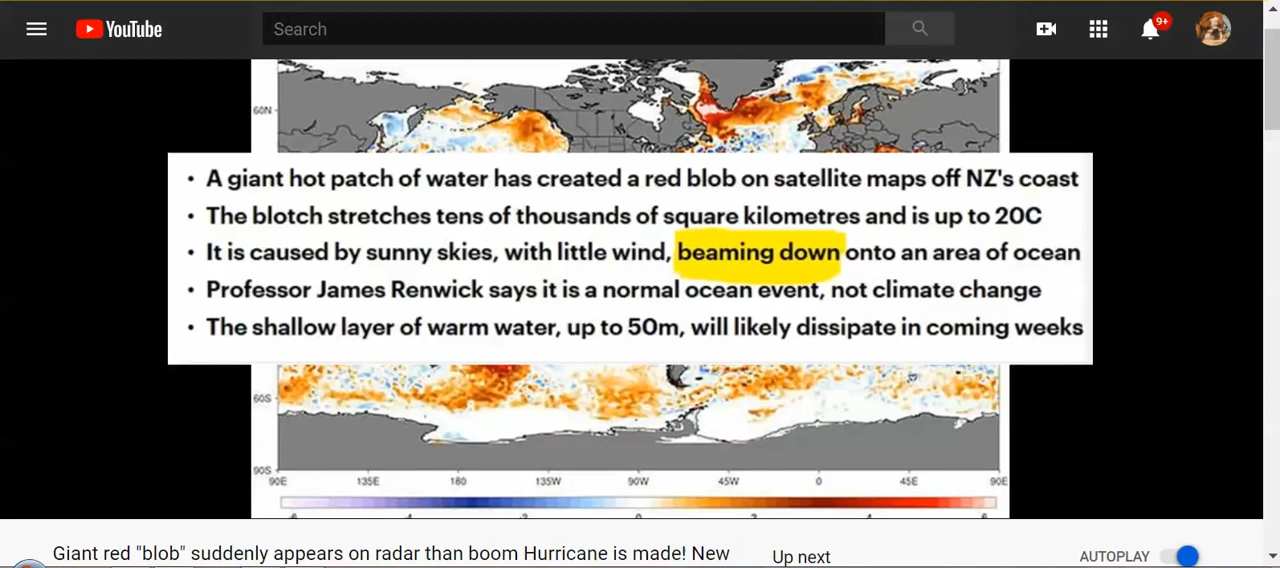 YouTube
Search
9+
60N
• A giant hot patch of water has created a red blob on satellite maps off NZ's coast
• The blotch stretches tens of thousands of square kilometres and is up to 20C
• It is caused by sunny skies, with little wind, beaming down onto an area of ocean
• Professor James Renwick says it is a normal ocean event, not climate change
• The shallow layer of warm water, up to 50m, will likely dissipate in coming weeks
60S
90S
90E 135E 180 135W 90W 45W 0 45E 90E
Giant red "blob" suddenly appears on radar than boom Hurricane is made! New
Up next
AUTOPLAY